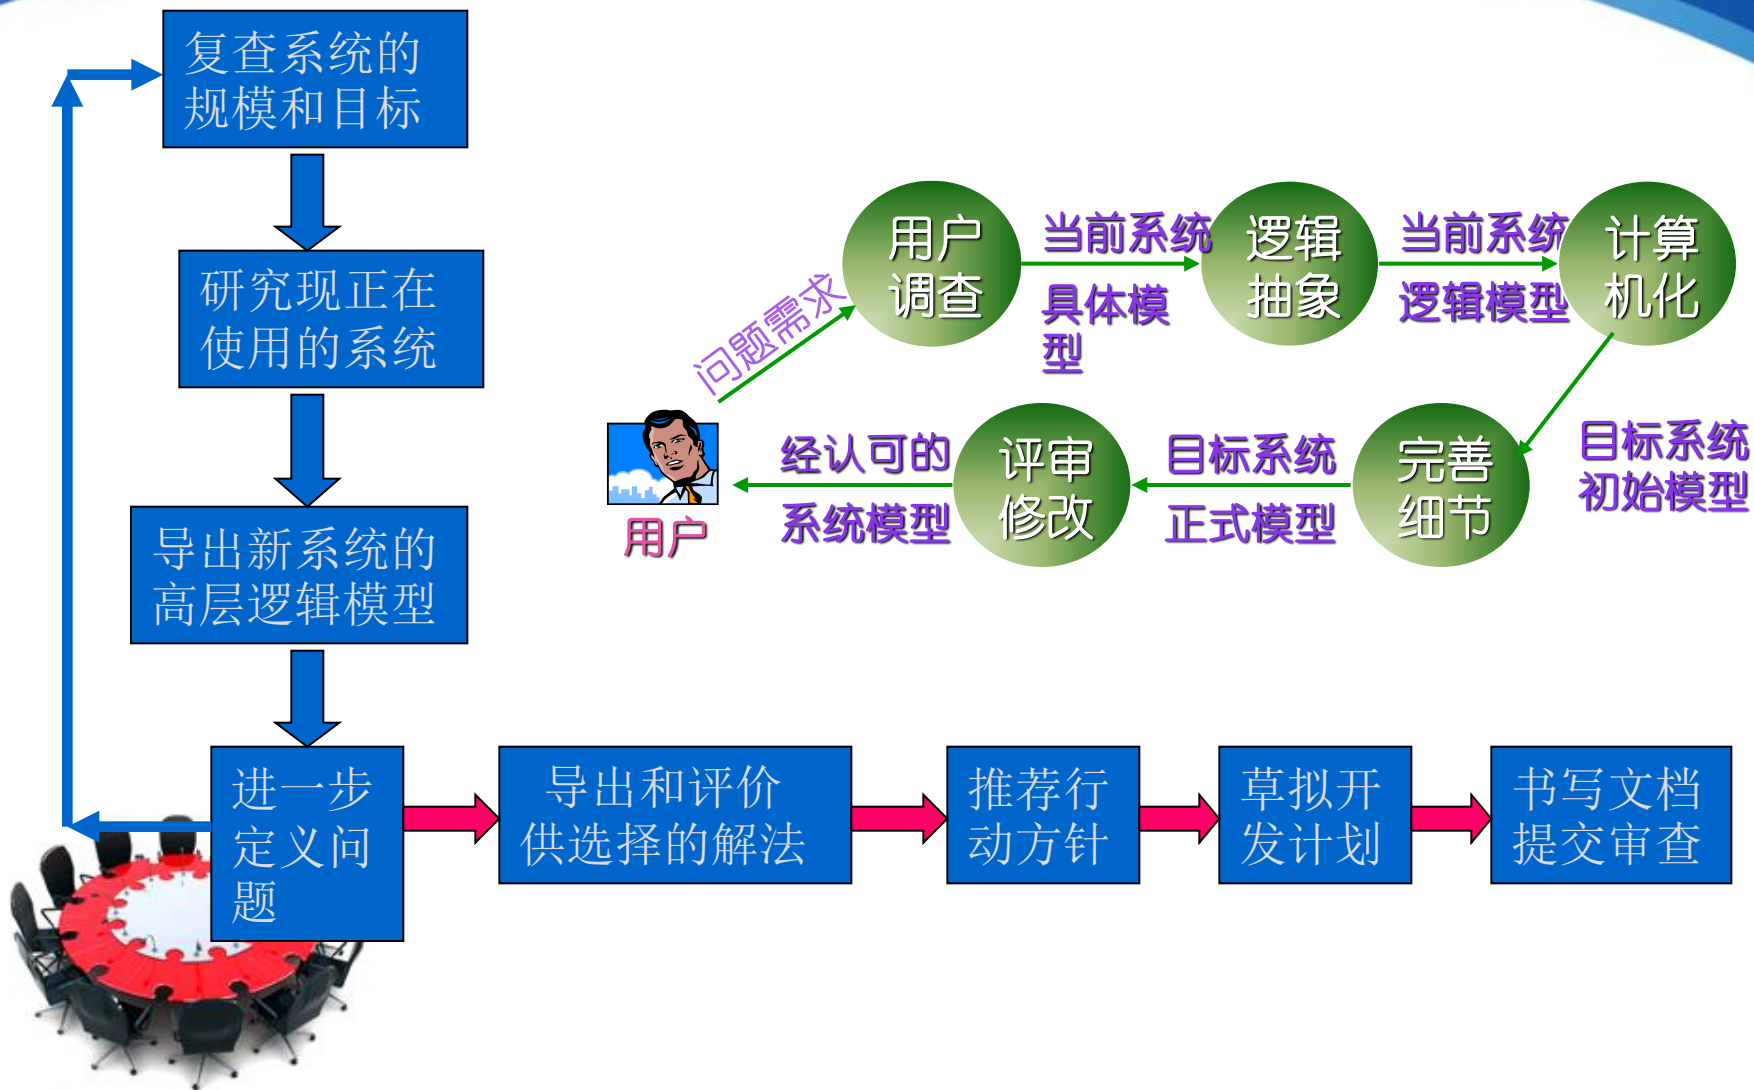 复查系统的
规模和目标
研究现正在
使用的系统
导出新系统的
高层逻辑模型
进一步
定义问
题
导出和评价
供选择的解法
推荐行
动方针
草拟开
发计划
书写文档
提交审查
用户
问题需求
用户
调查
当前系统
具体模
型
逻辑
抽象
当前系统
逻辑模型
计算
机化
目标系统
初始模型
完善
细节
目标系统
正式模型
评审
修改
经认可的
系统模型